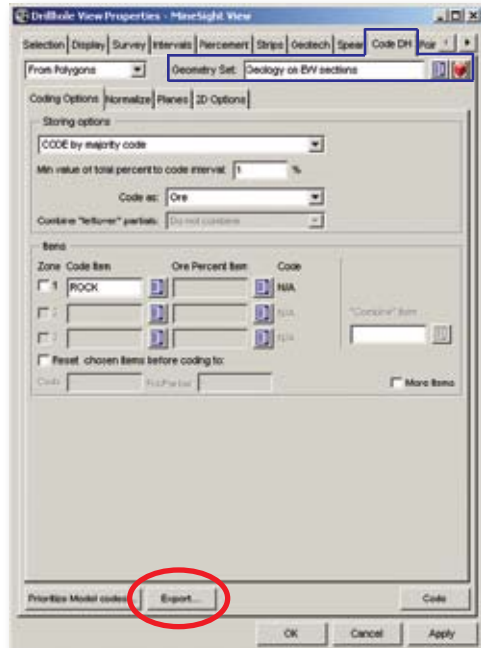 Drillhole View Properties - MineSight View
Selection Display Survey Intervals Piercement Strips Geotech Spear Code DH
From Polygons Geometry Set: Geology on EW sections
Coding Options Normalize Planes 2D Options
Storing options
CODE by majority code
Min value of total percent to code interval: 1 %
Code as: Ore
Combine "leftover" partials: Do not combine
Items
Zone Code Item Ore Percent Item Code
1 ROCK N/A
2 N/A "Combine" Item
3 N/A
Reset chosen items before coding to:
Code More Items
Prioritize Model codes... Export... Code
OK Cancel Apply